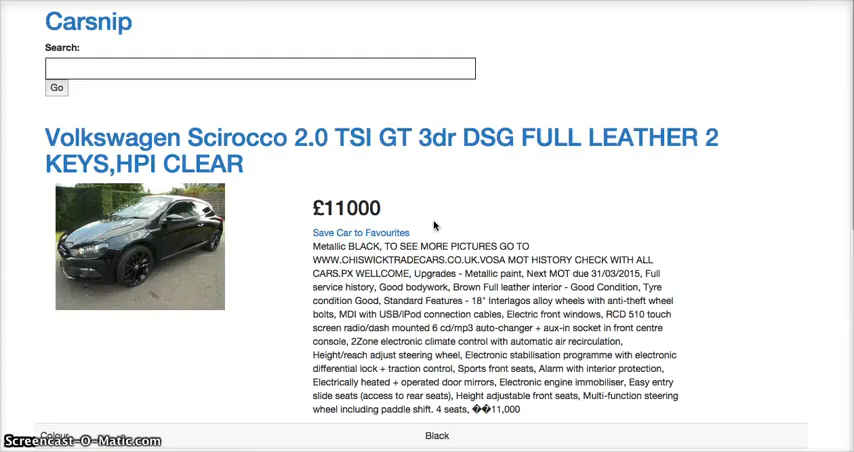 Carsnip
Search:
Go
Volkswagen Scirocco 2.0 TSI GT 3dr DSG FULL LEATHER 2
KEYS,HPI CLEAR
£11000
Save Car to Favourites
Metallic BLACK, TO SEE MORE PICTURES GO TO
WWW.CHISWICKTRADECARS.CO.UK.VOSA MOT HISTORY CHECK WITH ALL
CARS.PX WELLCOME, Upgrades - Metallic paint, Next MOT due 31/03/2015, Full
service history, Good bodywork, Brown Full leather interior - Good Condition, Tyre
condition Good, Standard Features - 18" Interlagos alloy wheels with anti-theft wheel
bolts, MDI with USB/iPod connection cables, Electric front windows, RCD 510 touch
screen radio/dash mounted 6 cd/mp3 auto-changer + aux-in socket in front centre
console, 2Zone electronic climate control with automatic air recirculation,
Height/reach adjust steering wheel, Electronic stabilisation programme with electronic
differential lock + traction control, Sports front seats, Alarm with interior protection,
Electrically heated + operated door mirrors, Electronic engine immobiliser, Easy entry
slide seats (access to rear seats), Height adjustable front seats, Multi-function steering
wheel including paddle shift. 4 seats, ��11,000
Colour Black
Screencast-O-Matic.com